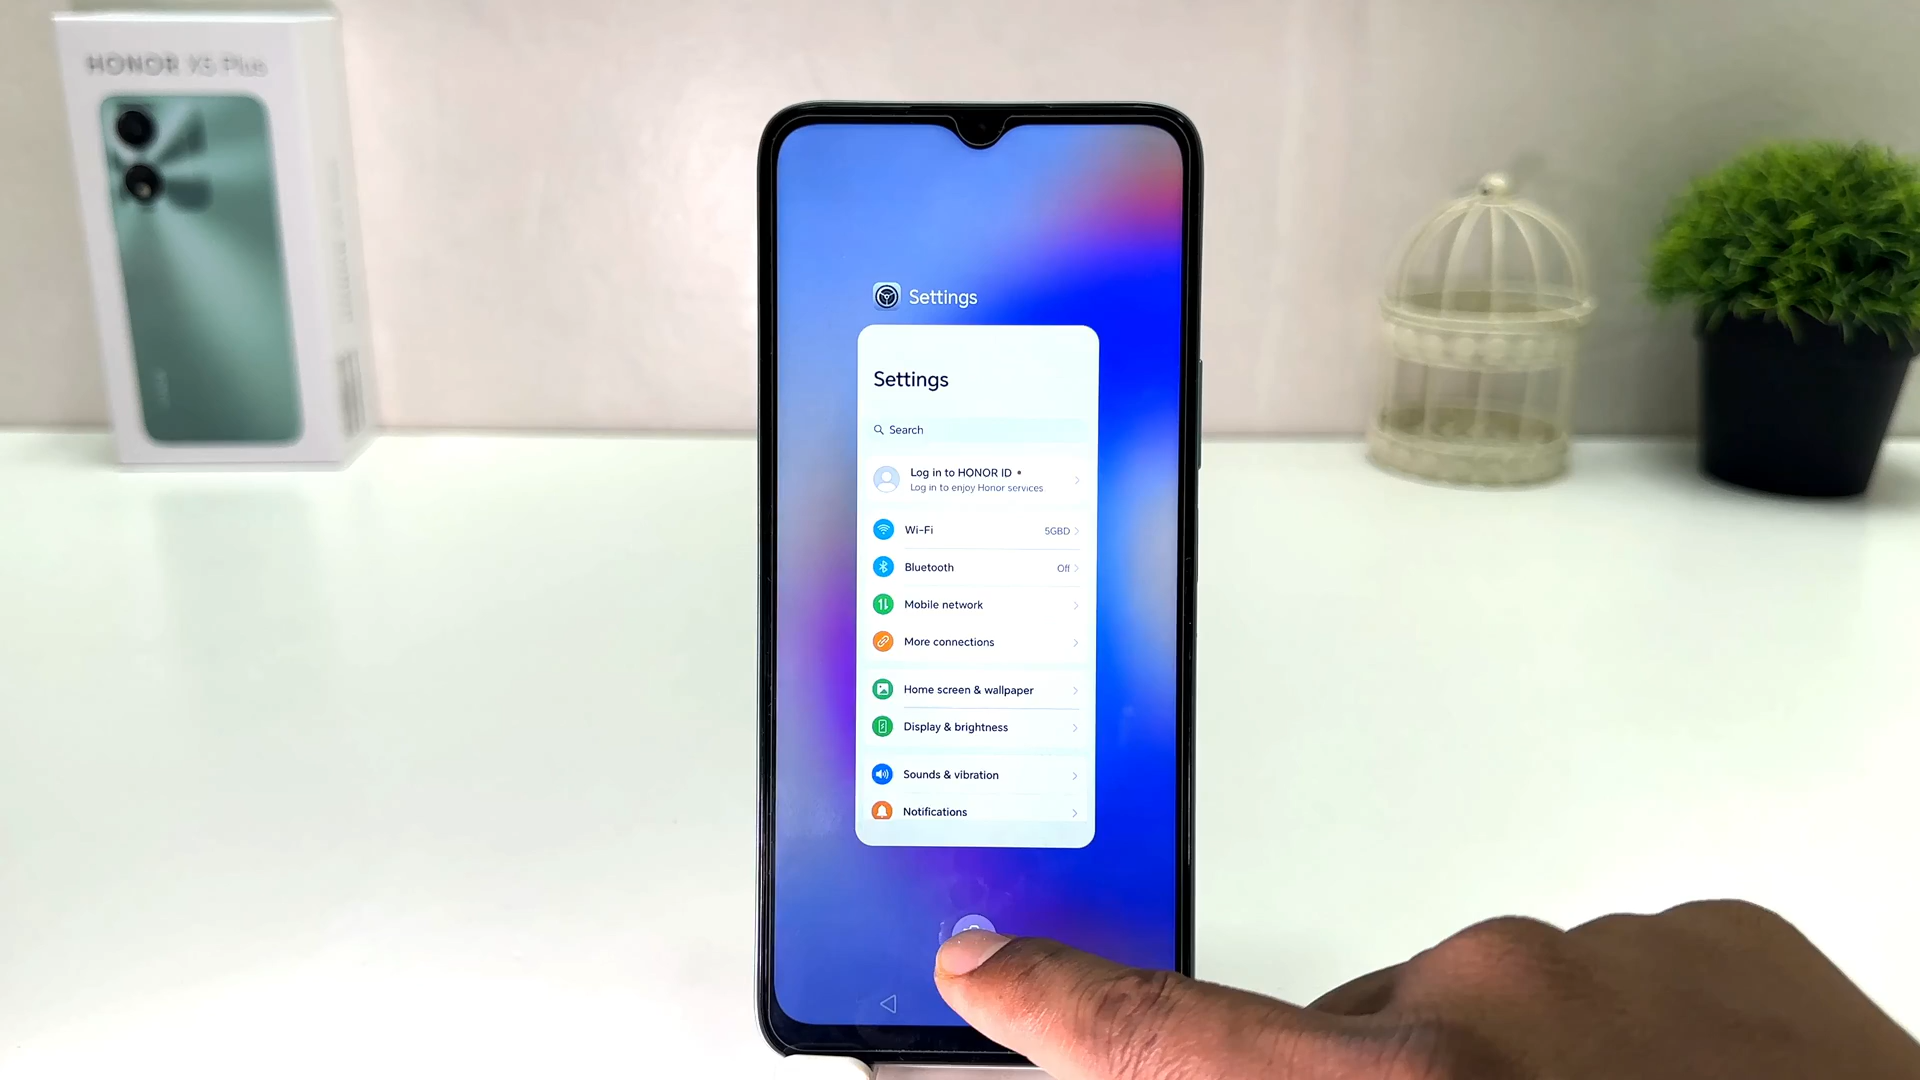 HONOR X5 Plus
Settings
Settings
Search
Log in to HONOR ID
Log in to enjoy Honor services
Wi-Fi 5GBD
Bluetooth Off
Mobile network
More connections
Home screen & wallpaper
Display & brightness
Sounds & vibration
Notifications